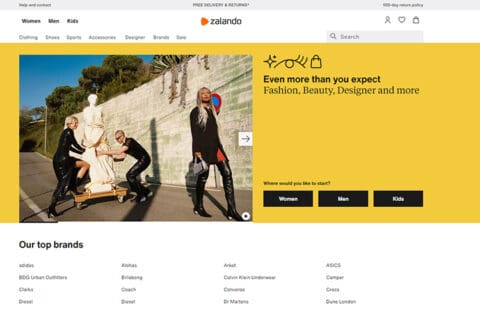 Help and contact
FREE DELIVERY & RETURNS*
100-day return policy
Women Men Kids
zalando
Clothing Shoes Sports Accessories Designer Brands Sale
Search
Even more than you expect
Fashion, Beauty, Designer and more
Where would you like to start?
Women Men Kids
Our top brands
adidas Alohas Arket ASICS
BDG Urban Outfitters Billabong Calvin Klein Underwear Camper
Clarks Coach Converse Crocs
Diesel Diesel Dr Martens Dune London